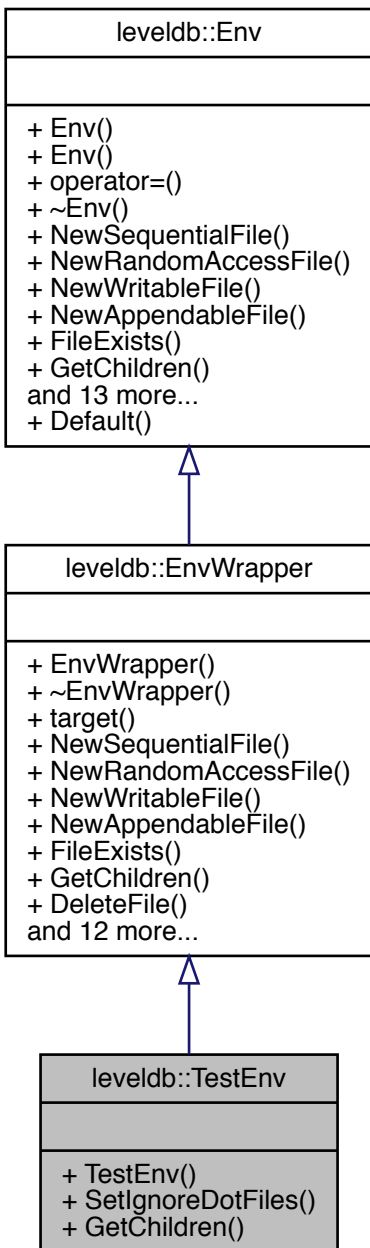 leveldb::Env
+ Env()
+ Env()
+ operator=()
+ ~Env()
+ NewSequentialFile()
+ NewRandomAccessFile()
+ NewWritableFile()
+ NewAppendableFile()
+ FileExists()
+ GetChildren()
and 13 more...
+ Default()
leveldb::EnvWrapper
+ EnvWrapper()
+ ~EnvWrapper()
+ target()
+ NewSequentialFile()
+ NewRandomAccessFile()
+ NewWritableFile()
+ NewAppendableFile()
+ FileExists()
+ GetChildren()
+ DeleteFile()
and 12 more...
leveldb::TestEnv
+ TestEnv()
+ SetIgnoreDotFiles()
+ GetChildren()